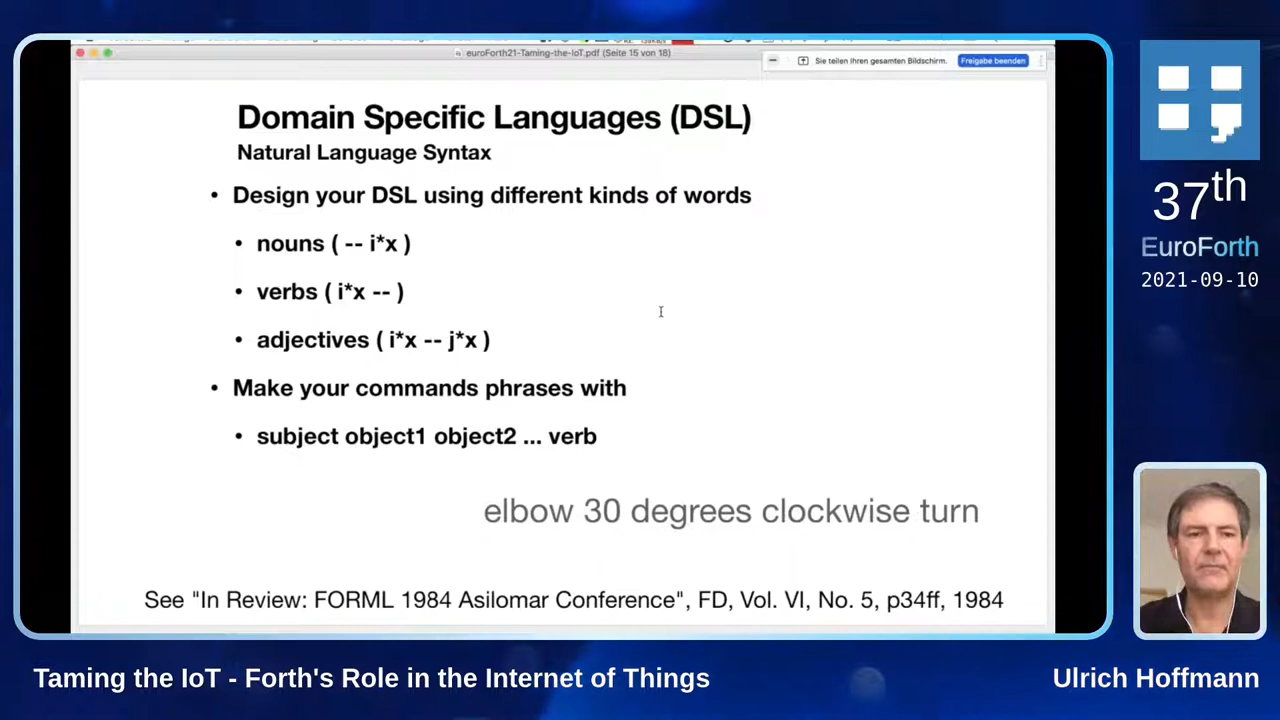 euroForth21-Taming-the-IoT.pdf (Seite 15 von 18)
Sie teilen Ihren gesamten Bildschirm.
Freigabe beenden
Domain Specific Languages (DSL)
Natural Language Syntax
• Design your DSL using different kinds of words
• nouns ( -- i*x )
• verbs ( i*x -- )
• adjectives ( i*x -- j*x )
• Make your commands phrases with
• subject object1 object2 ... verb
elbow 30 degrees clockwise turn
See "In Review: FORML 1984 Asilomar Conference", FD, Vol. VI, No. 5, p34ff, 1984
37th
EuroForth
2021-09-10
Taming the IoT - Forth's Role in the Internet of Things
Ulrich Hoffmann